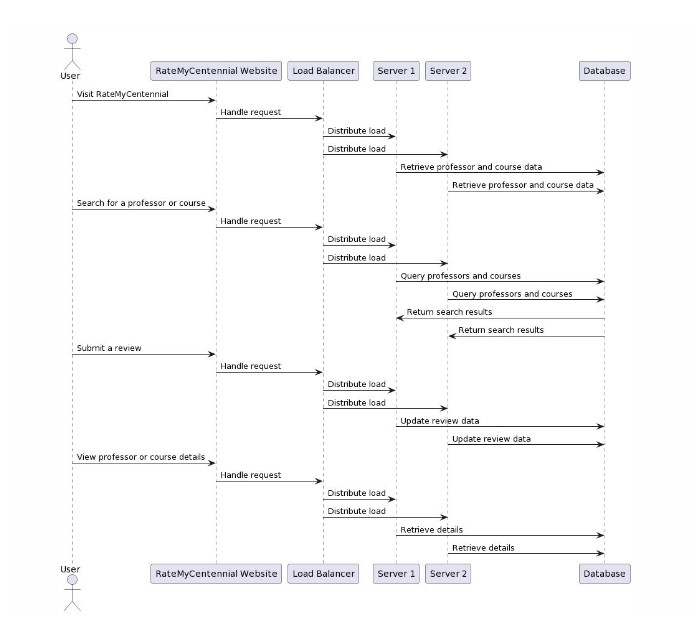 User
RateMyCentennial Website
Load Balancer
Server 1
Server 2
Database
Visit RateMyCentennial
Handle request
Distribute load
Distribute load
Retrieve professor and course data
Retrieve professor and course data
Search for a professor or course
Handle request
Distribute load
Distribute load
Query professors and courses
Query professors and courses
Return search results
Return search results
Submit a review
Handle request
Distribute load
Distribute load
Update review data
Update review data
View professor or course details
Handle request
Distribute load
Distribute load
Retrieve details
Retrieve details
User
RateMyCentennial Website
Load Balancer
Server 1
Server 2
Database